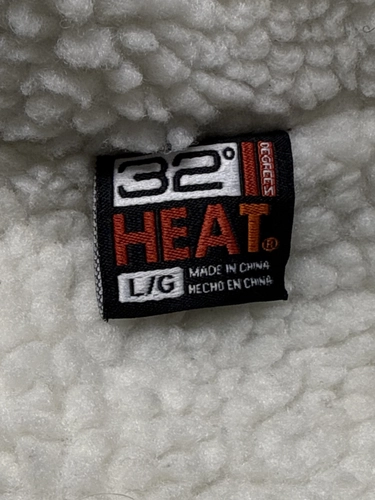 32° DEGREES
HEAT®
L/G
MADE IN CHINA
HECHO EN CHINA